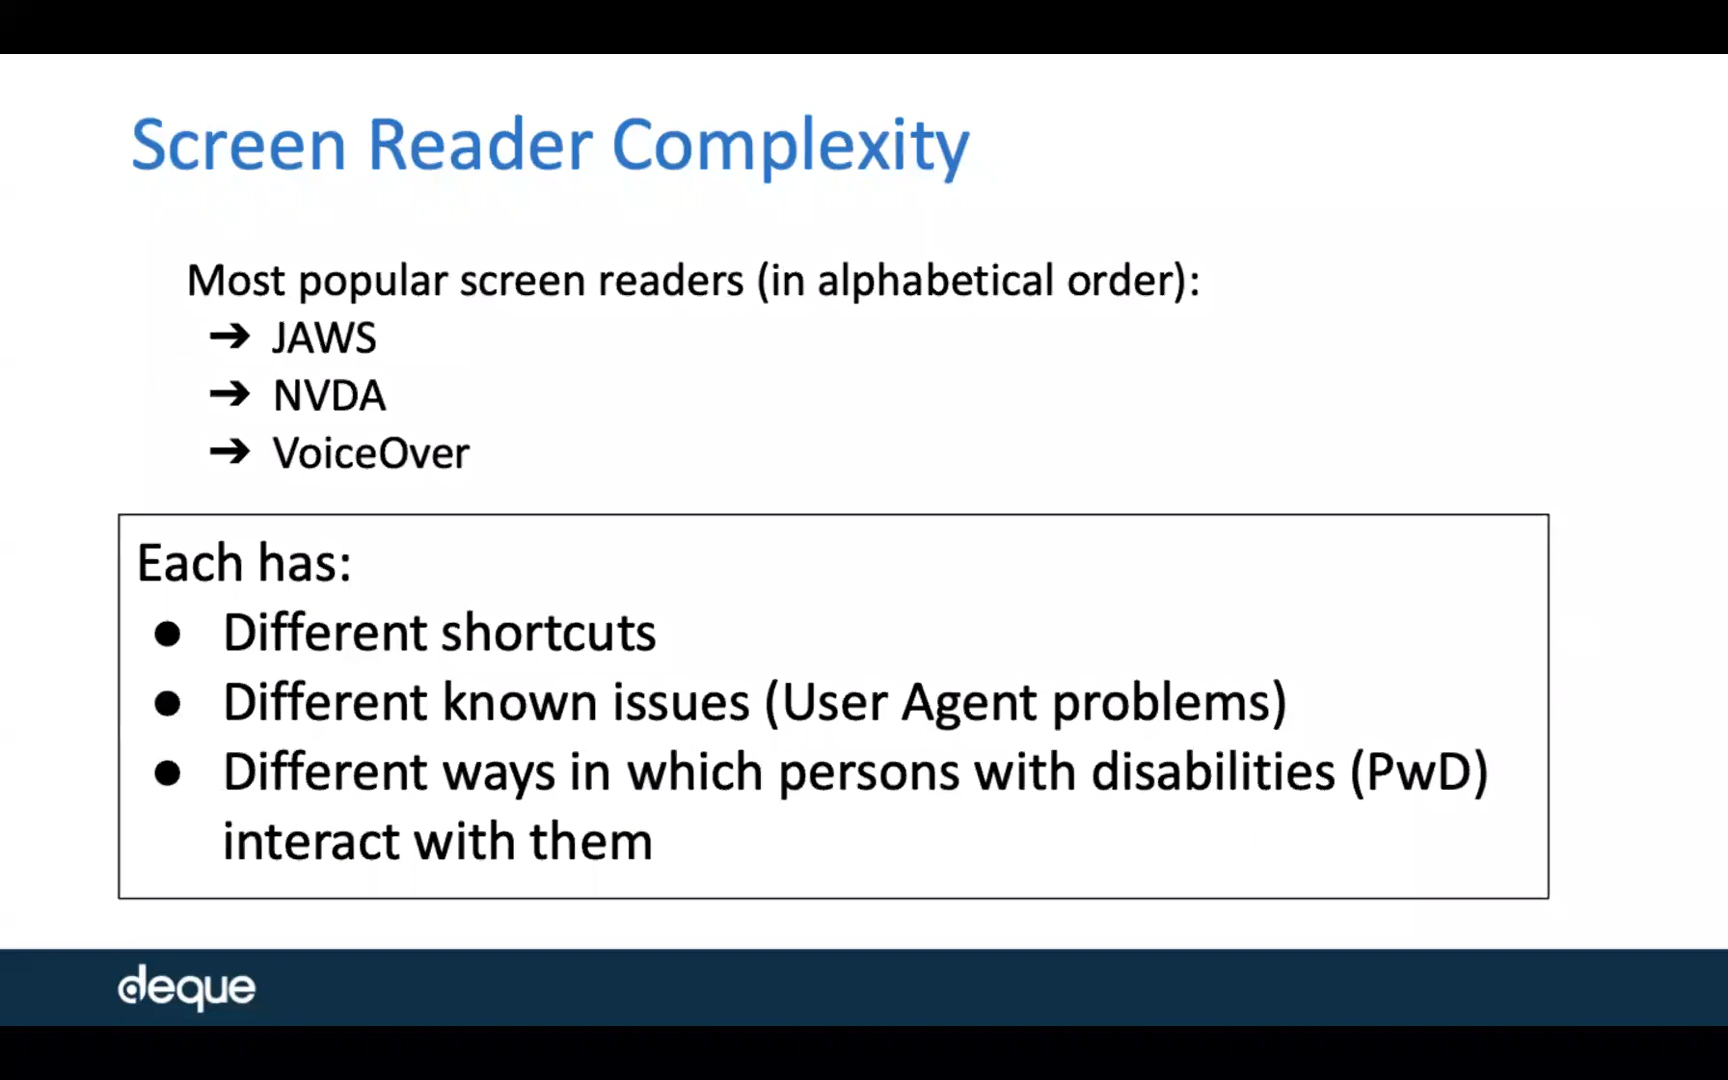 Screen Reader Complexity
Most popular screen readers (in alphabetical order):
➔ JAWS
➔ NVDA
➔ VoiceOver
Each has:
● Different shortcuts
● Different known issues (User Agent problems)
● Different ways in which persons with disabilities (PwD)
interact with them
deque